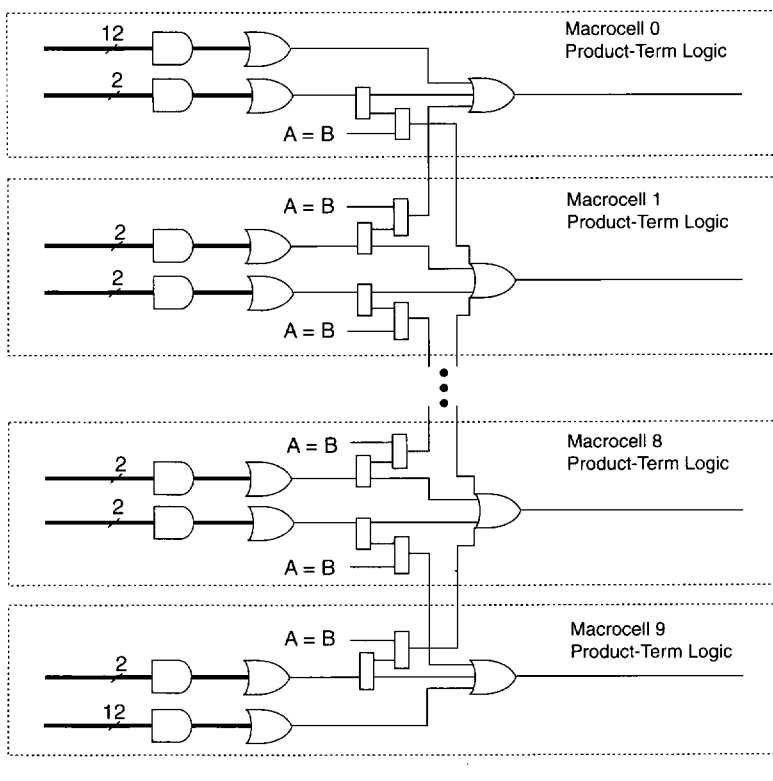 12
Macrocell 0
Product-Term Logic
2
A = B
A = B
Macrocell 1
Product-Term Logic
2
2
A = B
A = B
Macrocell 8
Product-Term Logic
2
2
A = B
A = B
Macrocell 9
Product-Term Logic
2
12